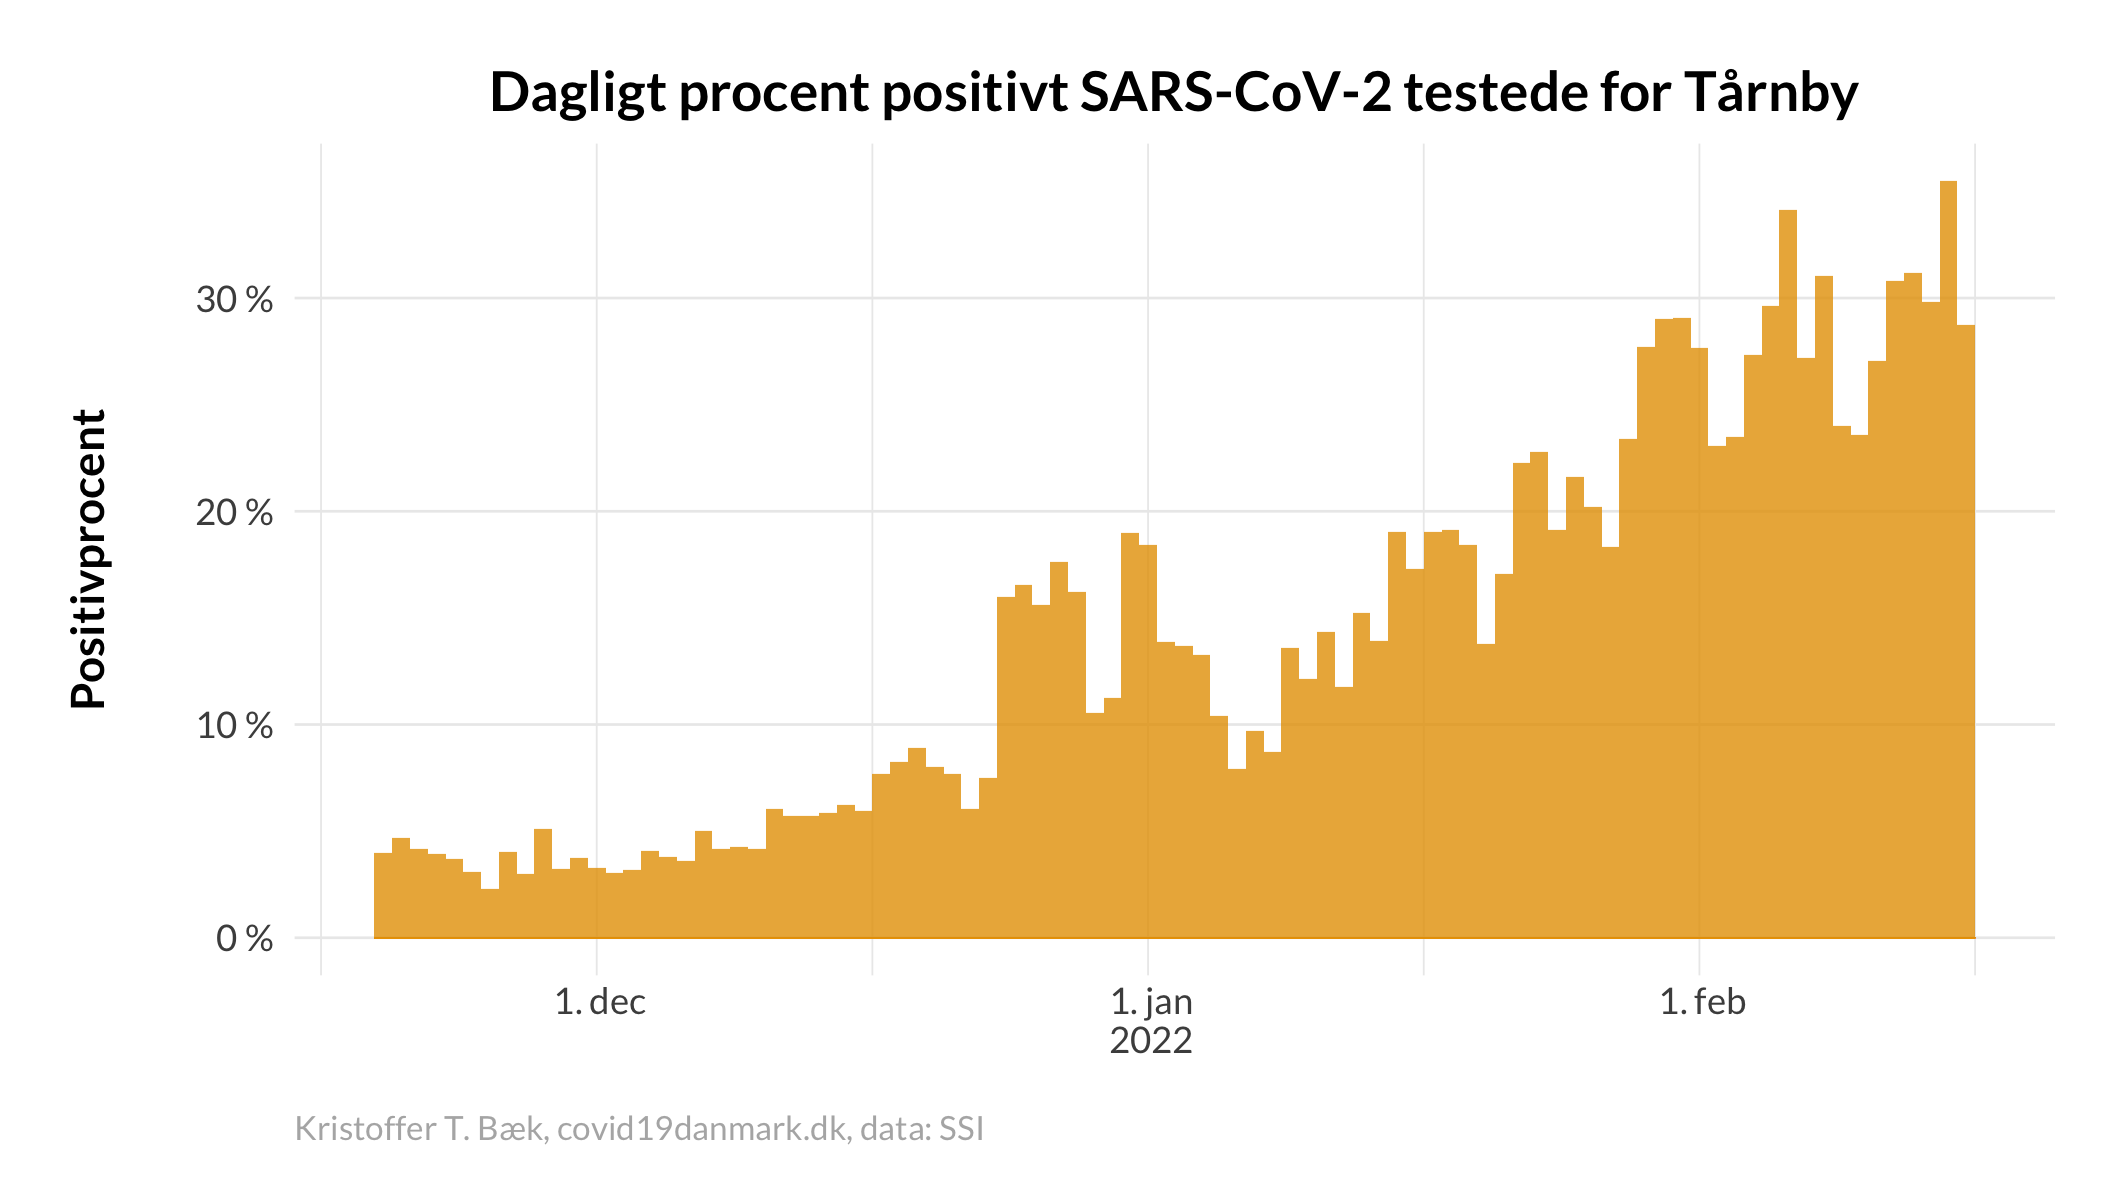 Dagligt procent positivt SARS-CoV-2 testede for Tårnby
Positivprocent
30 %
20 %
10 %
0 %
1. dec
1. jan
2022
1. feb
Kristoffer T. Bæk, covid19danmark.dk, data: SSI